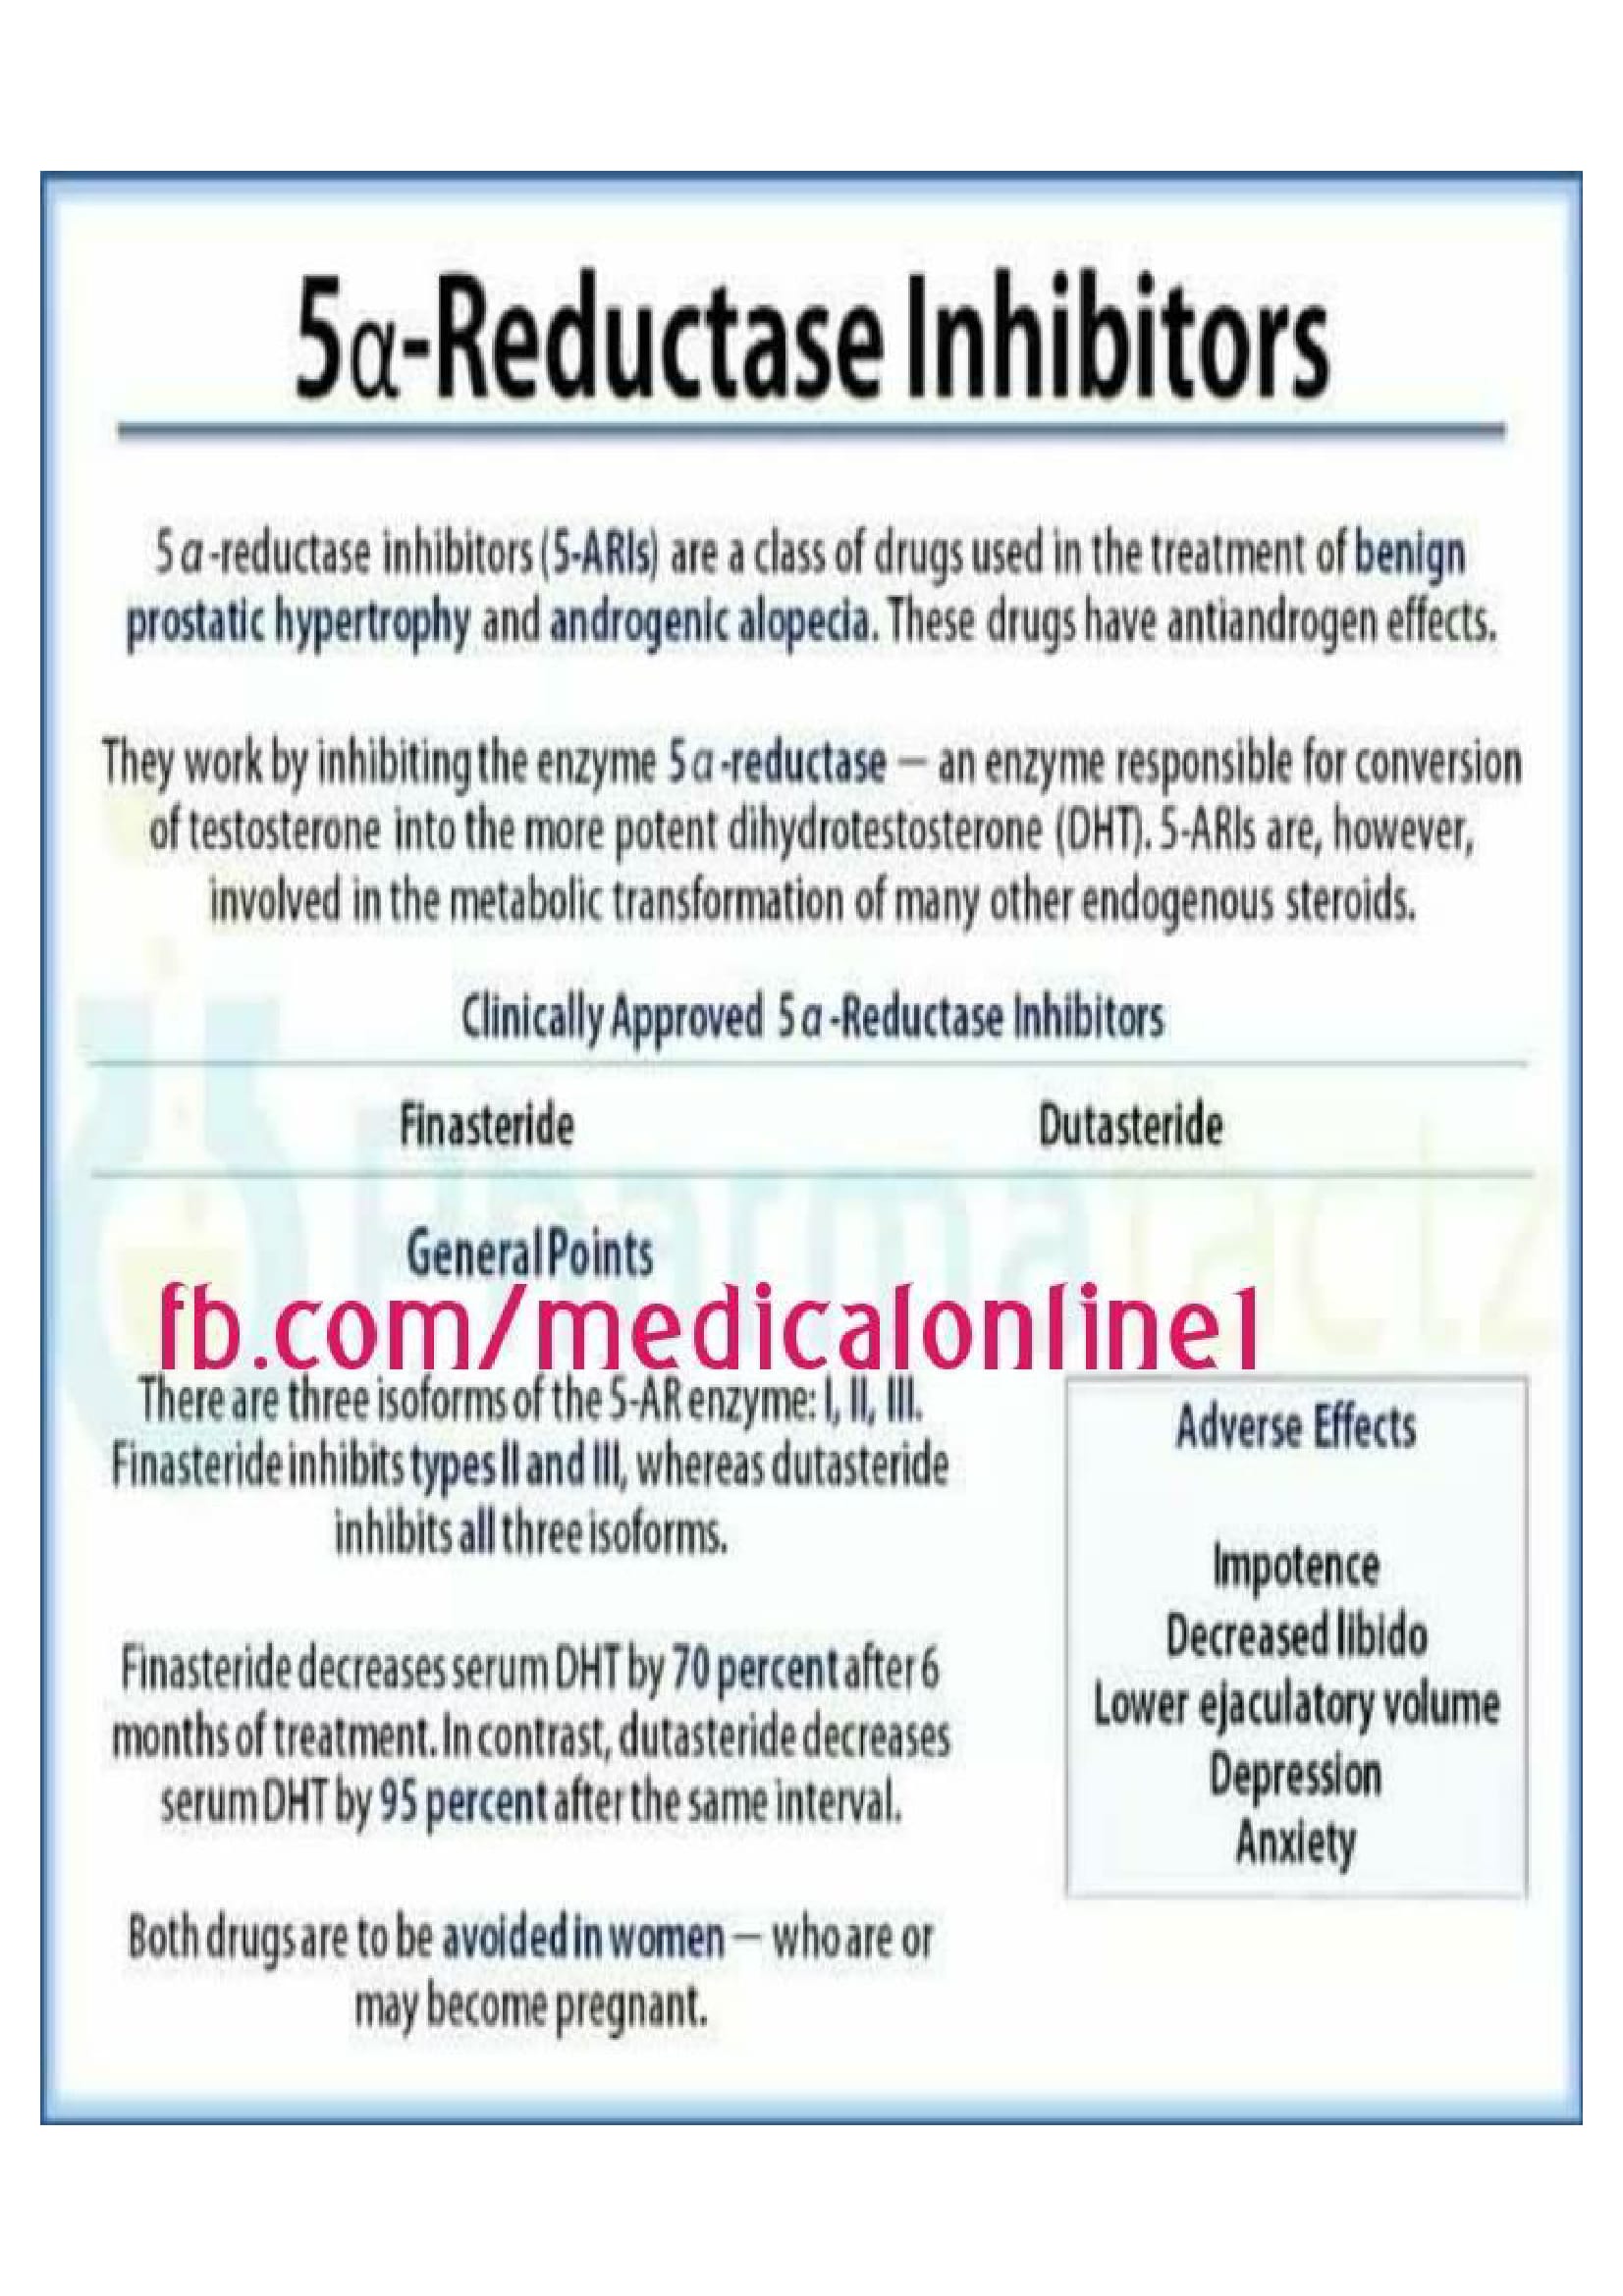 5α-Reductase Inhibitors
5α-reductase inhibitors (5-ARIs) are a class of drugs used in the treatment of benign
prostatic hypertrophy and androgenic alopecia. These drugs have antiandrogen effects.
They work by inhibiting the enzyme 5α-reductase – an enzyme responsible for conversion
of testosterone into the more potent dihydrotestosterone (DHT). 5-ARIs are, however,
involved in the metabolic transformation of many other endogenous steroids.
Clinically Approved 5α-Reductase Inhibitors
Finasteride Dutasteride
General Points
fb.com/medicalonline1
Pharmafactz
There are three isoforms of the 5-AR enzyme: I, II, III.
Finasteride inhibits types II and III, whereas dutasteride
inhibits all three isoforms.
Finasteride decreases serum DHT by 70 percent after 6
months of treatment. In contrast, dutasteride decreases
serum DHT by 95 percent after the same interval.
Both drugs are to be avoided in women – who are or
may become pregnant.
Adverse Effects
Impotence
Decreased libido
Lower ejaculatory volume
Depression
Anxiety